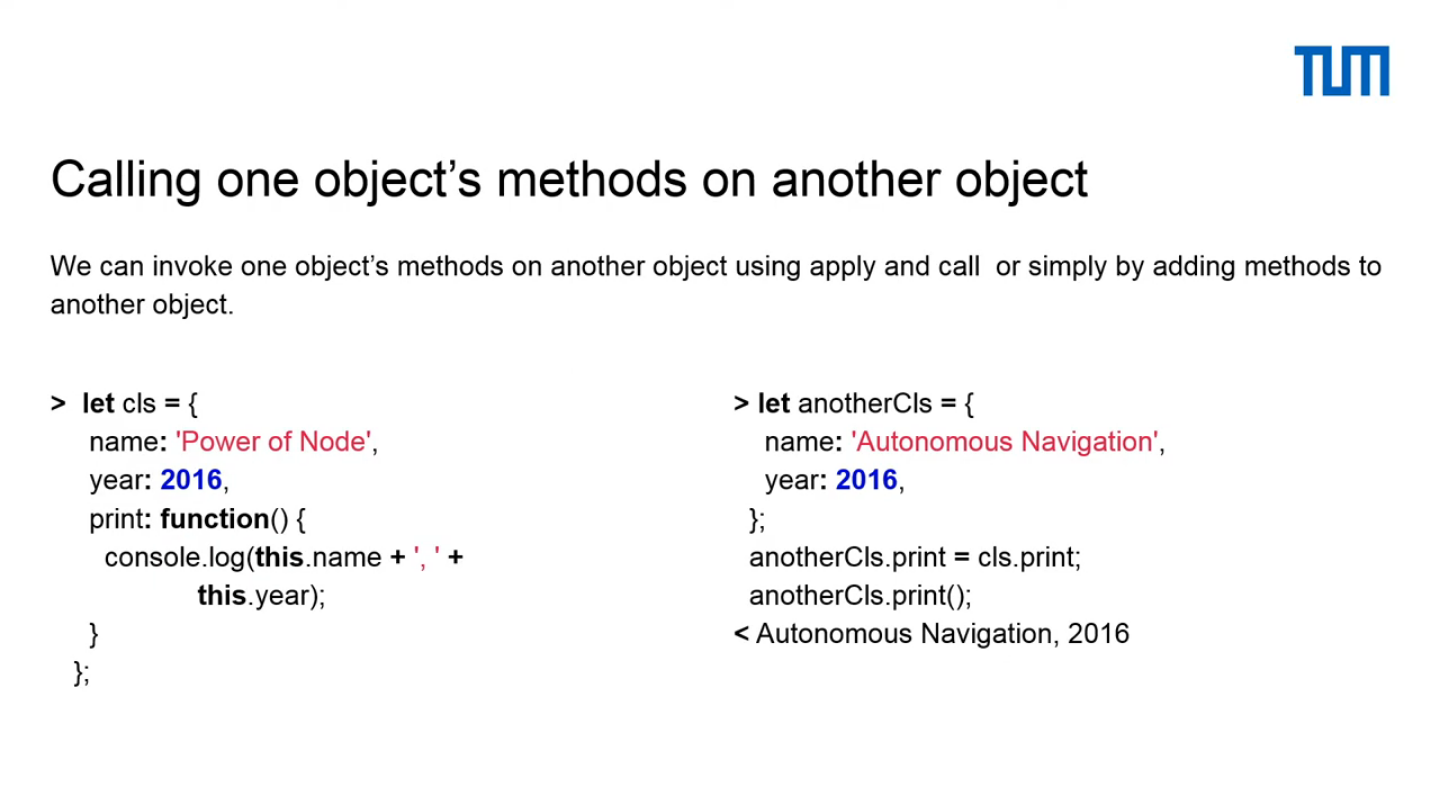 TUM
Calling one object’s methods on another object
We can invoke one object’s methods on another object using apply and call  or simply by adding methods to
another object.
>  let cls = {
name: 'Power of Node',
year: 2016,
print: function() {
console.log(this.name + ', ' +
this.year);
}
};
> let anotherCls = {
name: 'Autonomous Navigation',
year: 2016,
};
anotherCls.print = cls.print;
anotherCls.print();
< Autonomous Navigation, 2016